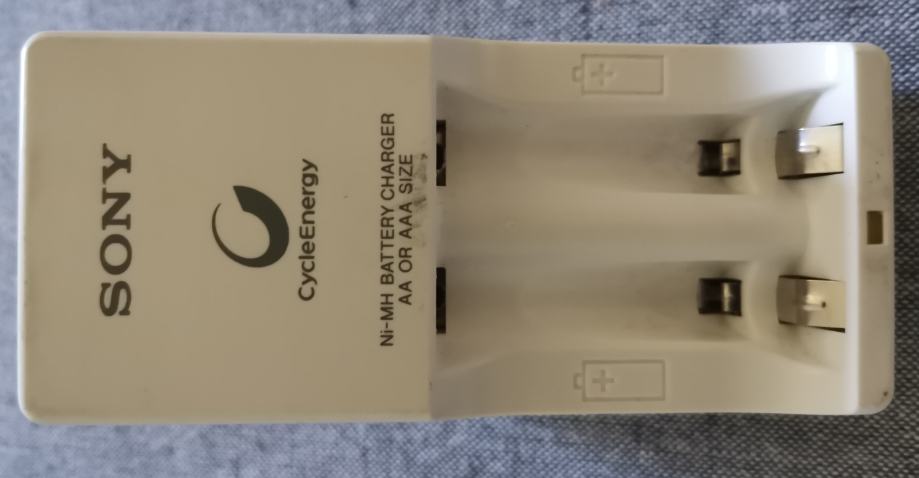 SONY
CycleEnergy
Ni-MH BATTERY CHARGER
AA OR AAA SIZE
+
+